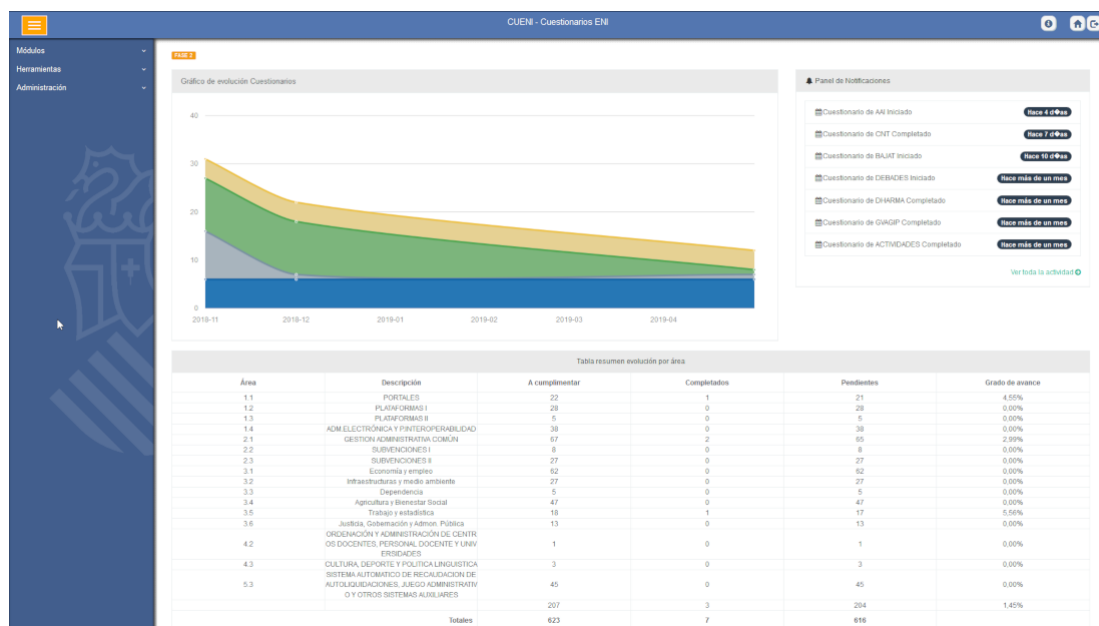 CUENI - Cuestionarios ENI
Módulos
Herramientas
Administración
FASE 2
Gráfico de evolución Cuestionarios
40
30
20
10
0
2018-11 2018-12 2019-01 2019-02 2019-03 2019-04
Panel de Notificaciones
Cuestionario de AAI Iniciado Hace 4 d�as
Cuestionario de CNT Completado Hace 7 d�as
Cuestionario de BAJAT Iniciado Hace 10 d�as
Cuestionario de DEBADES Iniciado Hace más de un mes
Cuestionario de DHARMA Completado Hace más de un mes
Cuestionario de GVAGIP Completado Hace más de un mes
Cuestionario de ACTIVIDADES Completado Hace más de un mes
Ver toda la actividad
Tabla resumen evolución por área
Área Descripción A cumplimentar Completados Pendientes Grado de avance
1.1 PORTALES 22 1 21 4,55%
1.2 PLATAFORMAS I 28 0 28 0,00%
1.3 PLATAFORMAS II 5 0 5 0,00%
1.4 ADM.ELECTRÓNICA Y P.INTEROPERABILIDAD 38 0 38 0,00%
2.1 GESTION ADMINISTRATIVA COMÚN 67 2 65 2,99%
2.2 SUBVENCIONES I 8 0 8 0,00%
2.3 SUBVENCIONES II 27 0 27 0,00%
3.1 Economía y empleo 62 0 62 0,00%
3.2 Infraestructuras y medio ambiente 27 0 27 0,00%
3.3 Dependencia 5 0 5 0,00%
3.4 Agricultura y Bienestar Social 47 0 47 0,00%
3.5 Trabajo y estadística 18 1 17 5,56%
3.6 Justicia, Gobernación y Admon. Pública 13 0 13 0,00%
ORDENACIÓN Y ADMINISTRACIÓN DE CENTR
4.2 OS DOCENTES, PERSONAL DOCENTE Y UNIV 1 0 1 0,00%
ERSIDADES
4.3 CULTURA, DEPORTE Y POLITICA LINGUISTICA 3 0 3 0,00%
SISTEMA AUTOMATICO DE RECAUDACION DE
5.3 AUTOLIQUIDACIONES, JUEGO ADMINISTRATIV 45 0 45 0,00%
O Y OTROS SISTEMAS AUXILIARES
207 3 204 1,45%
Totales 623 7 616